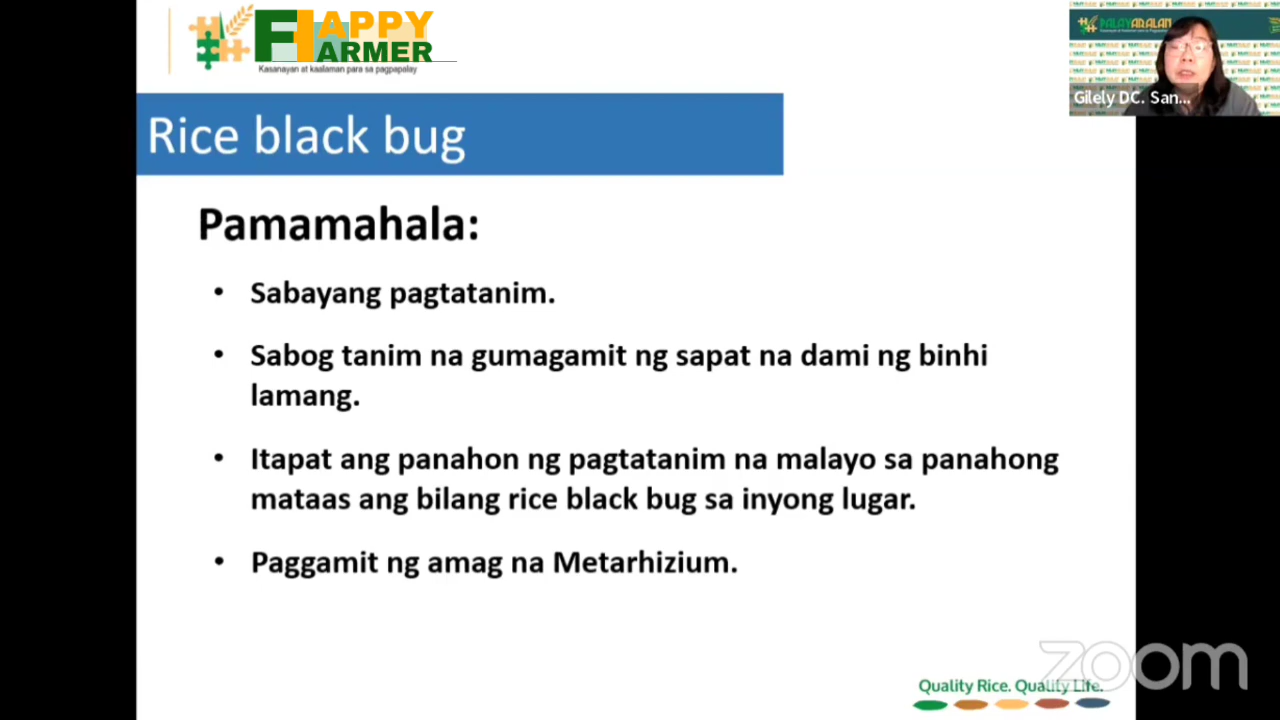 HAPPY
FARMER
Kasanayan at kaalaman para sa pagpapalay
PALAYARALAN
Gilely DC. San...
Rice black bug
Pamamahala:
• Sabayang pagtatanim.
• Sabog tanim na gumagamit ng sapat na dami ng binhi
lamang.
• Itapat ang panahon ng pagtatanim na malayo sa panahong
mataas ang bilang rice black bug sa inyong lugar.
• Paggamit ng amag na Metarhizium.
zoom
Quality Rice. Quality Life.